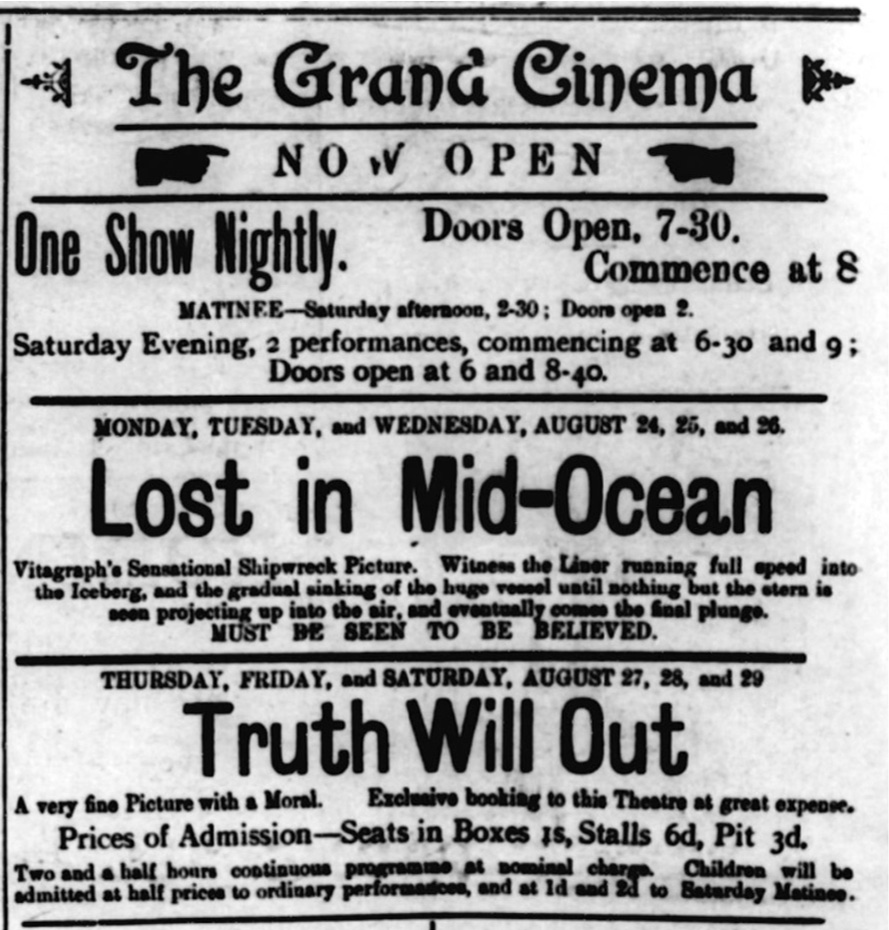 The Grand Cinema
NOW OPEN
One Show Nightly. Doors Open, 7-30.
Commence at 8
MATINEE—Saturday afternoon, 2-30; Doors open 2.
Saturday Evening, 2 performances, commencing at 6-30 and 9;
Doors open at 6 and 8-40.
MONDAY, TUESDAY, and WEDNESDAY, AUGUST 24, 25, and 26.
Lost in Mid-Ocean
Vitagraph's Sensational Shipwreck Picture. Witness the Liner running full speed into
the Iceberg, and the gradual sinking of the huge vessel until nothing but the stern is
seen projecting up into the air, and eventually comes the final plunge.
MUST BE SEEN TO BE BELIEVED.
THURSDAY, FRIDAY, and SATURDAY, AUGUST 27, 28, and 29
Truth Will Out
A very fine Picture with a Moral. Exclusive booking to this Theatre at great expense.
Prices of Admission—Seats in Boxes 1s, Stalls 6d, Pit 3d.
Two and a half hours continuous programme at nominal charge. Children will be
admitted at half prices to ordinary performances, and at 1d and 2d to Saturday Matinee.